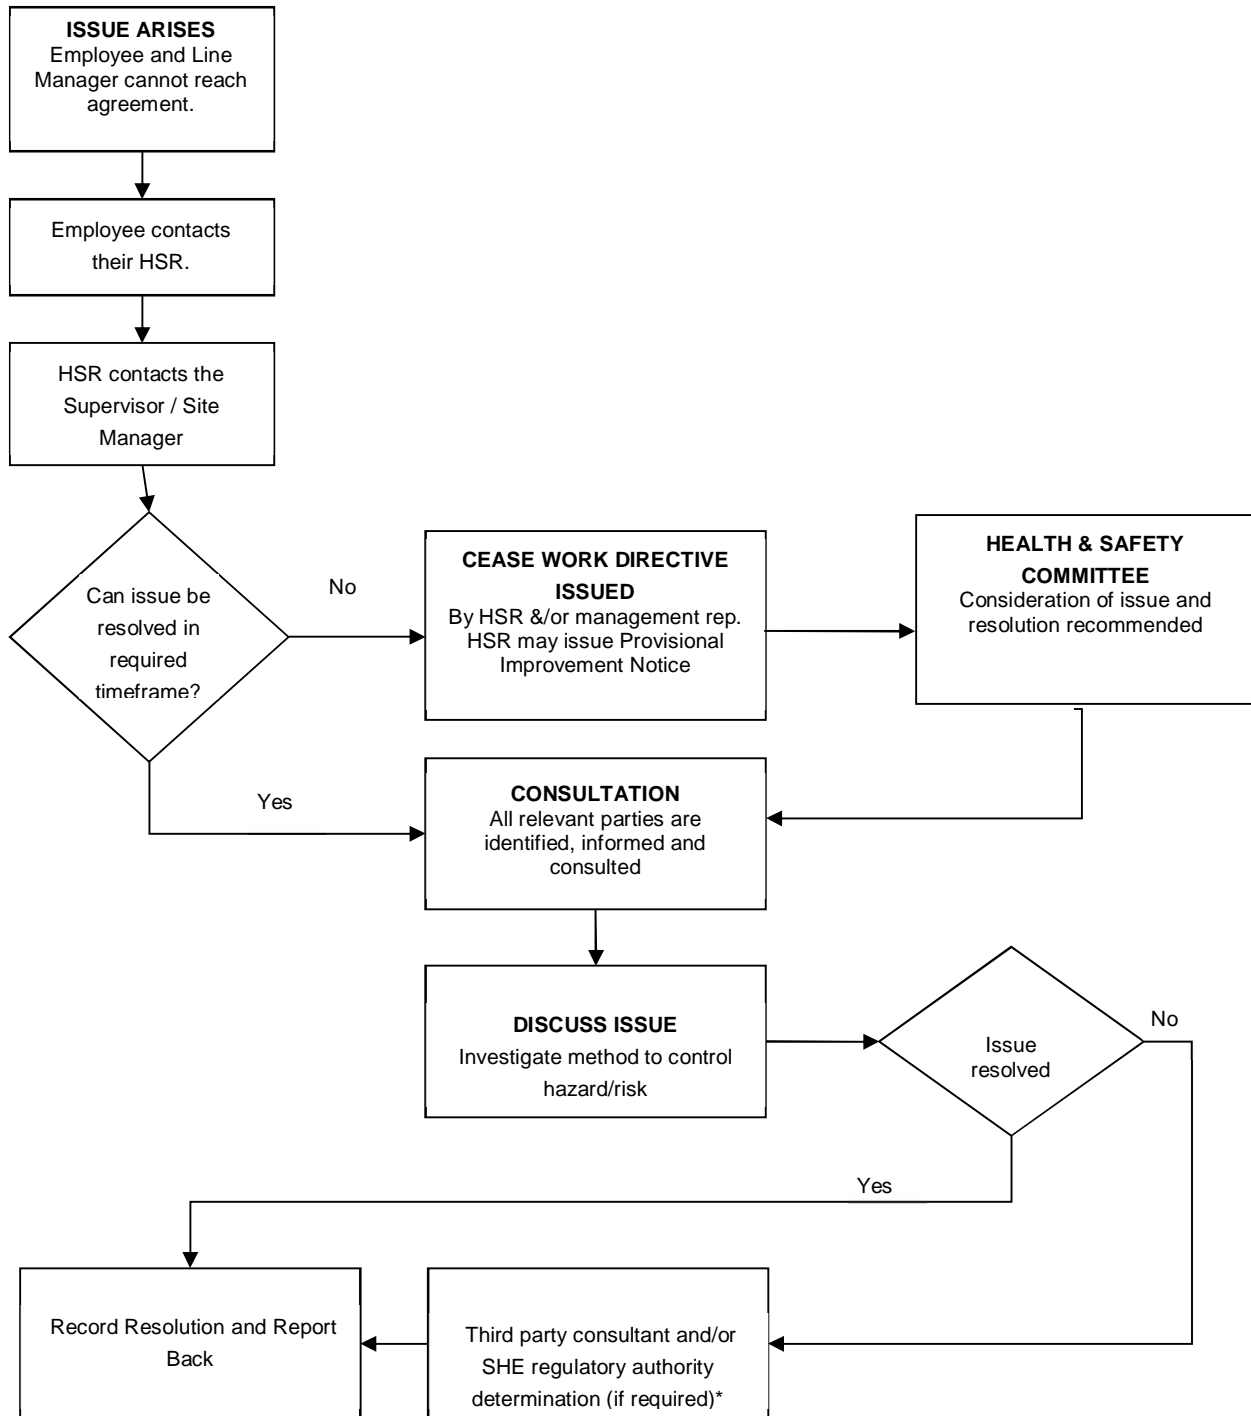 ISSUE ARISES
Employee and Line
Manager cannot reach
agreement.
Employee contacts
their HSR.
HSR contacts the
Supervisor / Site
Manager
Can issue be
resolved in
required
timeframe?
No
CEASE WORK DIRECTIVE
ISSUED
By HSR &/or management rep.
HSR may issue Provisional
Improvement Notice
HEALTH & SAFETY
COMMITTEE
Consideration of issue and
resolution recommended
Yes
CONSULTATION
All relevant parties are
identified, informed and
consulted
DISCUSS ISSUE
Investigate method to control
hazard/risk
Issue
resolved
No
Yes
Record Resolution and Report
Back
Third party consultant and/or
SHE regulatory authority
determination (if required)*